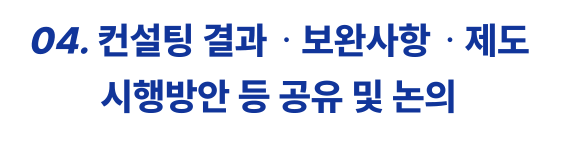 04. 컨설팅 결과 · 보완사항 · 제도
시행방안 등 공유 및 논의